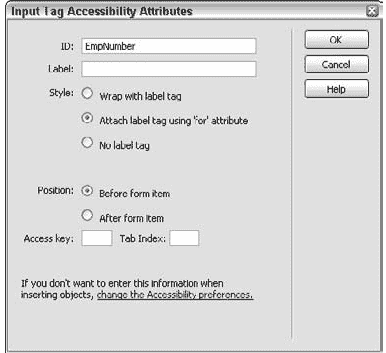 Input Tag Accessibility Attributes
ID: EmpNumber
OK
Label:
Cancel
Style: Wrap with label tag
Help
Attach label tag using 'for' attribute
No label tag
Position: Before form item
After form item
Access key: Tab Index:
If you don't want to enter this information when
inserting objects, change the Accessibility preferences.